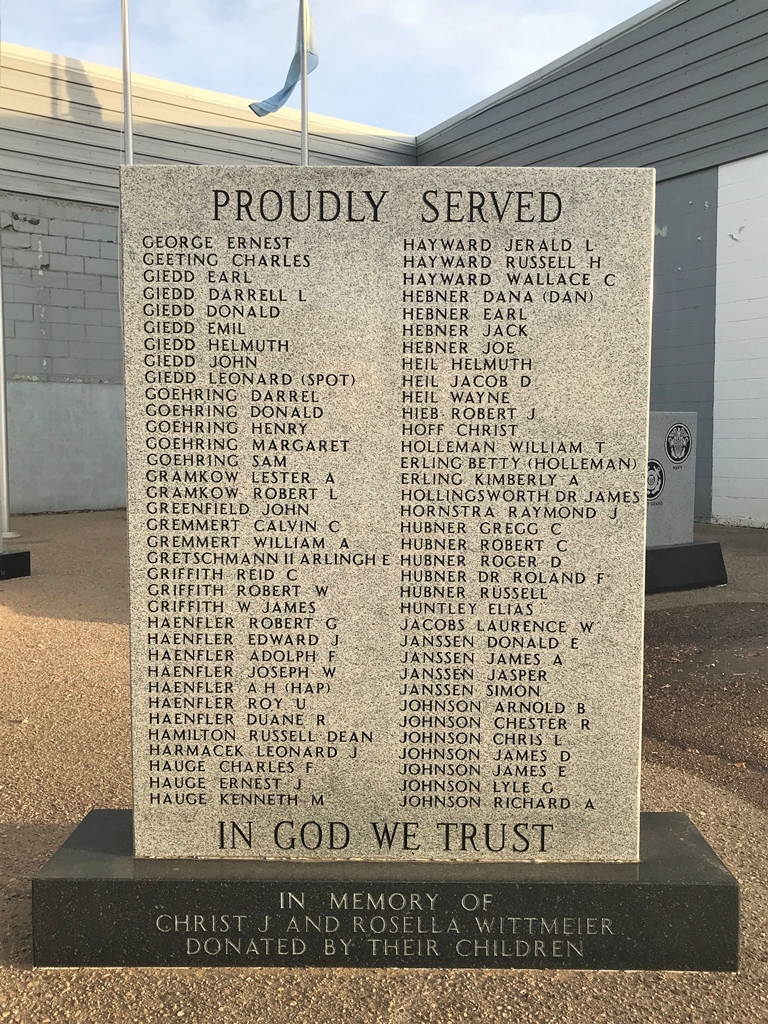 PROUDLY SERVED
GEORGE ERNEST
GEETING CHARLES
GIEDD EARL
GIEDD DARRELL L
GIEDD DONALD
GIEDD EMIL
GIEDD HELMUTH
GIEDD JOHN
GIEDD LEONARD (SPOT)
GOEHRING DARREL
GOEHRING DONALD
GOEHRING HENRY
GOEHRING MARGARET
GOEHRING SAM
GRAMKOW LESTER A
GRAMKOW ROBERT L
GREENFIELD JOHN
GREMMERT CALVIN C
GREMMERT WILLIAM A
GRETSCHMANN II ARLINGH E
GRIFFITH REID C
GRIFFITH ROBERT W
GRIFFITH W JAMES
HAENFLER ROBERT G
HAENFLER EDWARD J
HAENFLER ADOLPH F
HAENFLER JOSEPH W
HAENFLER A H (HAP)
HAENFLER ROY U
HAENFLER DUANE R
HAMILTON RUSSELL DEAN
HARMACEK LEONARD J
HAUGE CHARLES F
HAUGE ERNEST J
HAUGE KENNETH M
HAYWARD JERALD L
HAYWARD RUSSELL H
HAYWARD WALLACE C
HEBNER DANA (DAN)
HEBNER EARL
HEBNER JACK
HEBNER JOE
HEIL HELMUTH
HEIL JACOB D
HEIL WAYNE
HIEB ROBERT J
HOFF CHRIST
HOLLEMAN WILLIAM T
ERLING BETTY (HOLLEMAN)
ERLING KIMBERLY A
HOLLINGSWORTH DR JAMES
HORNSTRA RAYMOND J
HUBNER GREGG C
HUBNER ROBERT C
HUBNER ROGER D
HUBNER DR ROLAND F
HUBNER RUSSELL
HUNTLEY ELIAS
JACOBS LAURENCE W
JANSSEN DONALD E
JANSSEN JAMES A
JANSSEN JASPER
JANSSEN SIMON
JOHNSON ARNOLD B
JOHNSON CHESTER R
JOHNSON CHRIS L
JOHNSON JAMES D
JOHNSON JAMES E
JOHNSON LYLE G
JOHNSON RICHARD A
IN GOD WE TRUST
IN MEMORY OF
CHRIST J AND ROSELLA WITTMEIER
DONATED BY THEIR CHILDREN